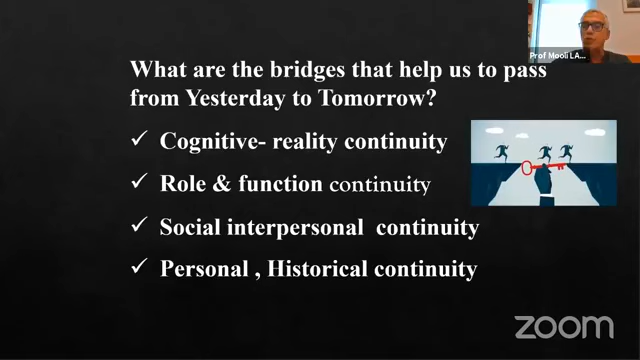 Prof Mooli LA...
What are the bridges that help us to pass
from Yesterday to Tomorrow?
✓ Cognitive- reality continuity
✓ Role & function continuity
✓ Social interpersonal continuity
✓ Personal , Historical continuity
zoom